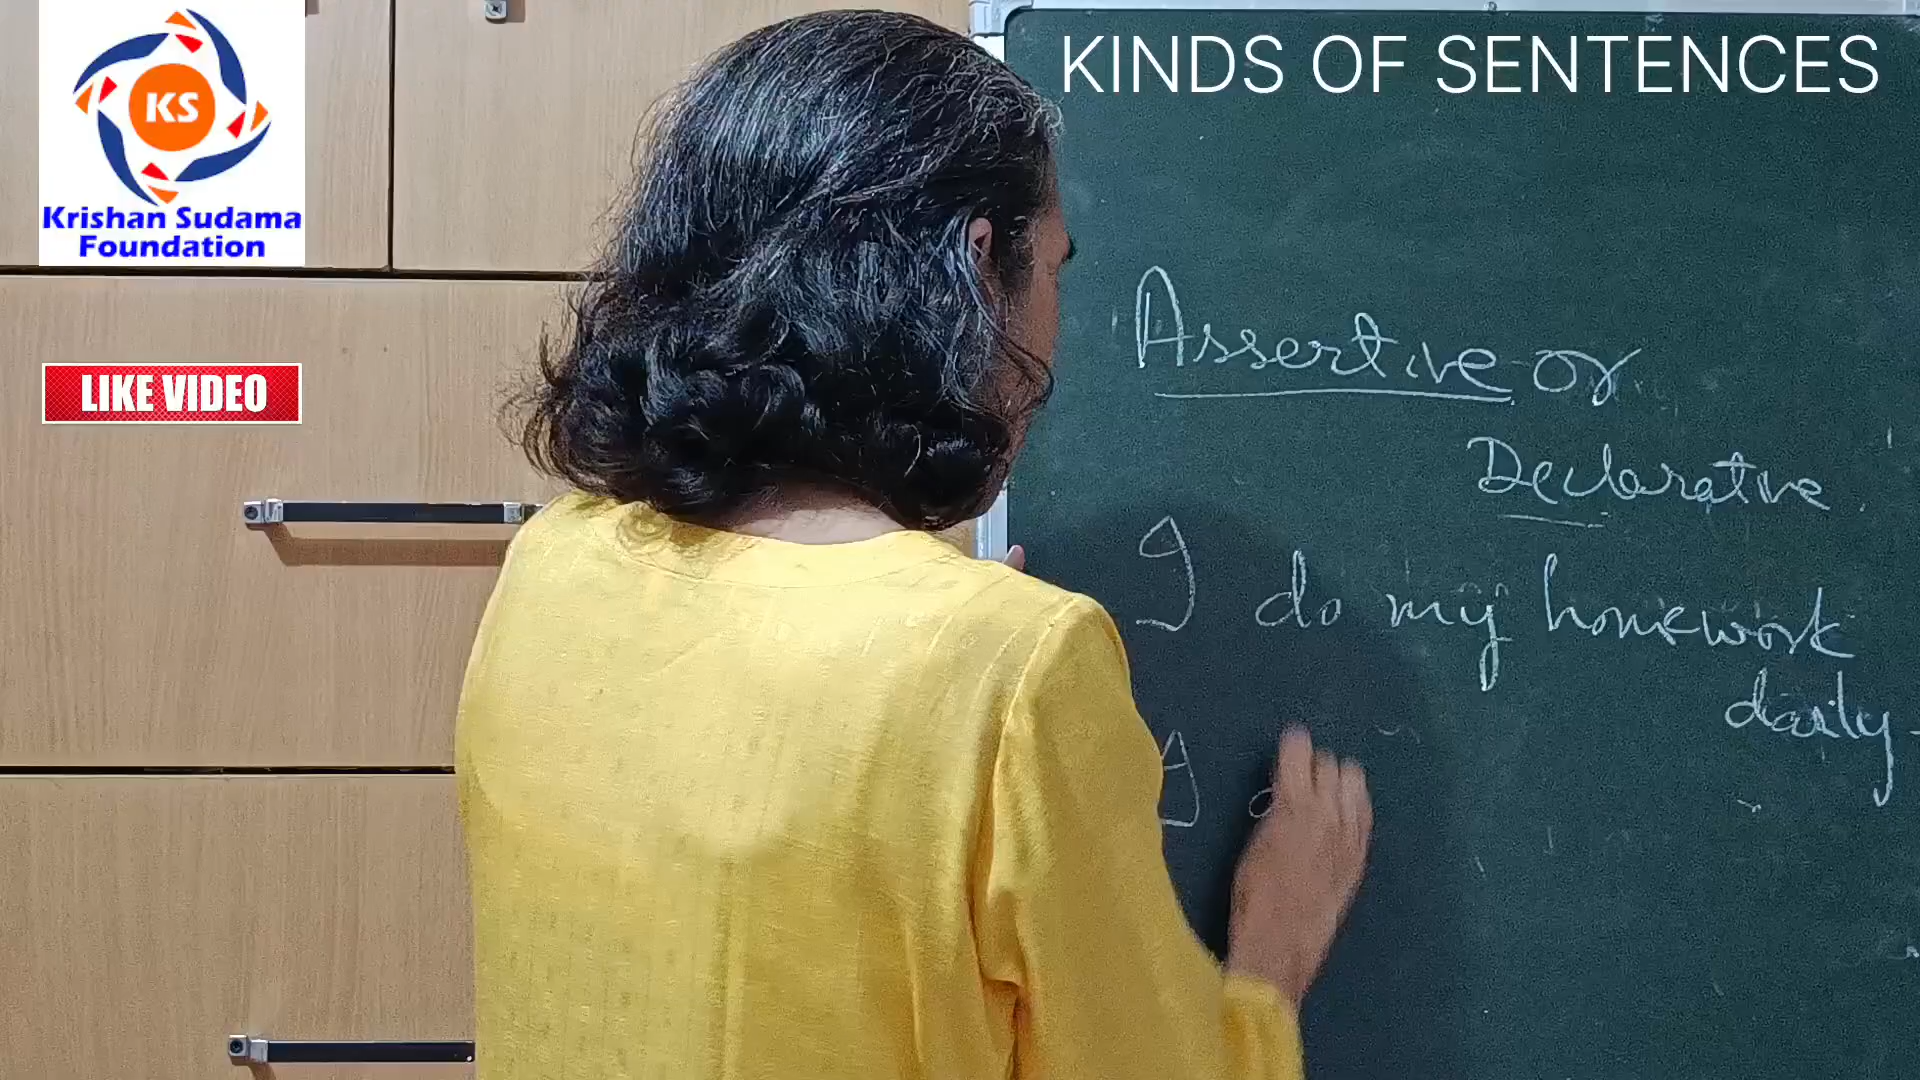 KINDS OF SENTENCES
KS
Krishan Sudama
Foundation
LIKE VIDEO
Assertive or
Declarative
I do my homework
daily.
I